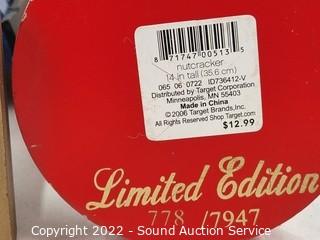 8 71747 00513 5
nutcracker
14 in tall (35.6 cm)
065 06 0722 ID736412-V
Distributed by Target Corporation
Minneapolis, MN 55403
Made in China
©2006 Target Brands, Inc.
All Rights Reserved Shop Target.com
$12.99
Limited Edition
778 /7947
Copyright 2022 - Sound Auction Service